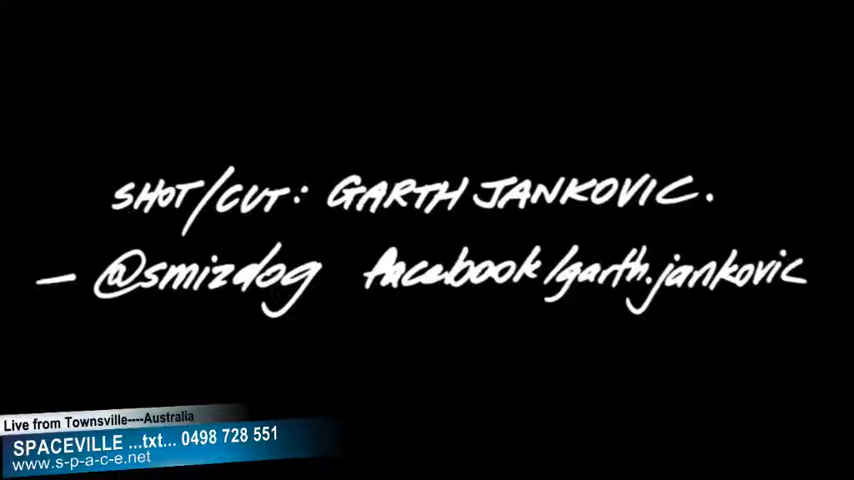 SHOT/CUT: GARTH JANKOVIC.
— @smizdog facebook/garth.jankovic
Live from Townsville----Australia
SPACEVILLE ...txt... 0498 728 551
www.s-p-a-c-e.net